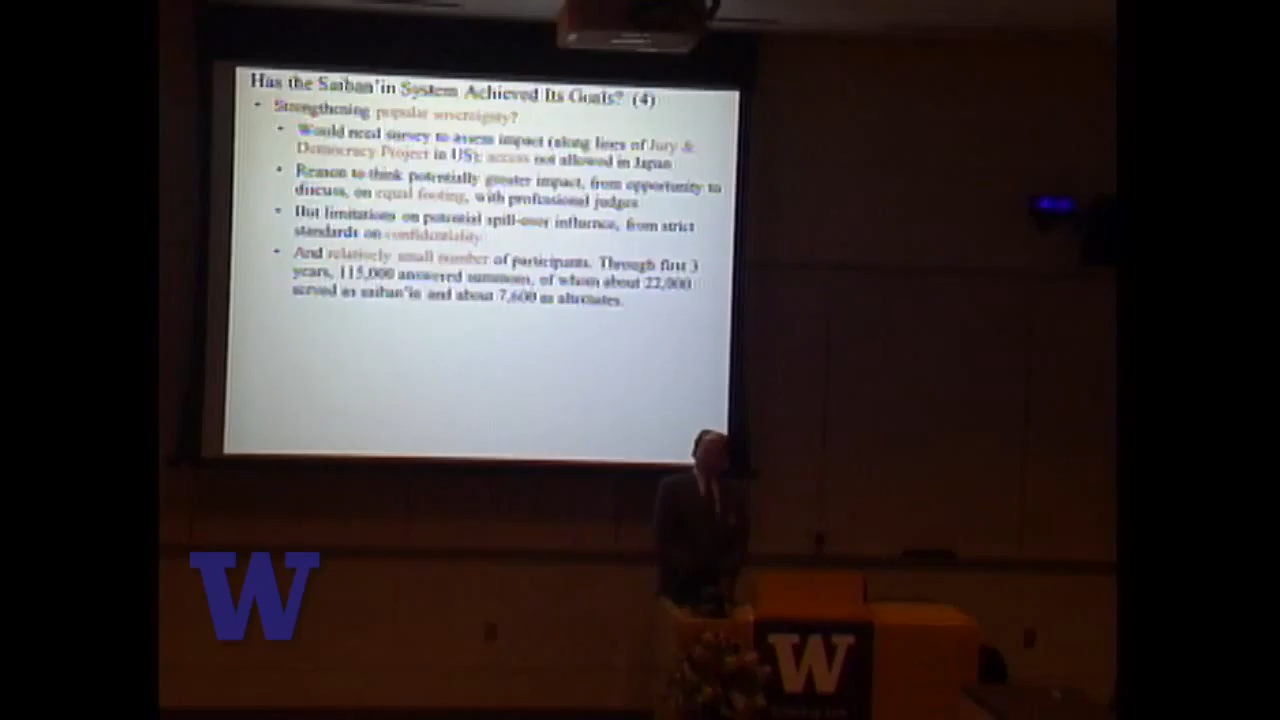 Has the Saiban'in System Achieved Its Goals? (4)
• Strengthening popular sovereignty?
• Would need survey to assess impact (along lines of Jury &
Democracy Project in US); access not allowed in Japan
• Reason to think potentially greater impact, from opportunity to
discuss, on equal footing, with professional judges
• But limitations on potential spill-over influence, from strict
standards on confidentiality
• And relatively small number of participants. Through first 3
years, 115,000 answered summons, of whom about 22,000
served as saiban'in and about 7,600 as alternates.
W
W